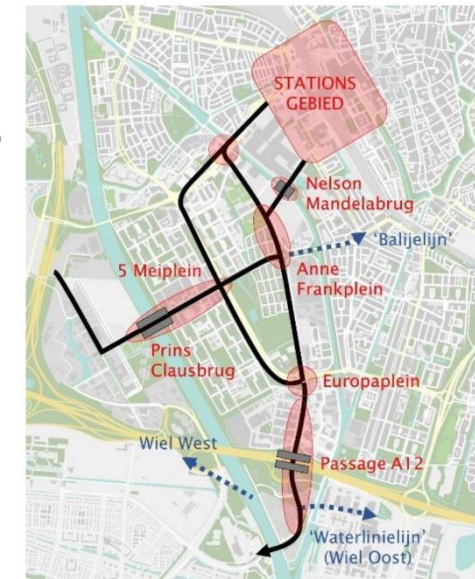 STATIONS
GEBIED
Nelson
Mandelabrug
'Balijelijn'
5 Meiplein
Anne
Frankplein
Prins
Clausbrug
Europaplein
Wiel West
Passage A12
'Waterlinielijn'
(Wiel Oost)